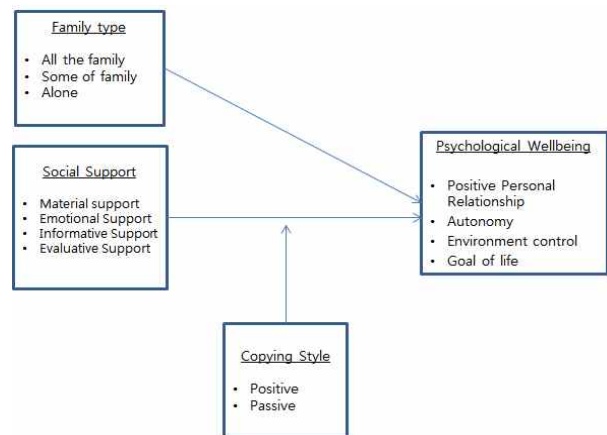 Family type
• All the family
• Some of family
• Alone
Social Support
• Material support
• Emotional Support
• Informative Support
• Evaluative Support
Psychological Wellbeing
• Positive Personal
Relationship
• Autonomy
• Environment control
• Goal of life
Copying Style
• Positive
• Passive